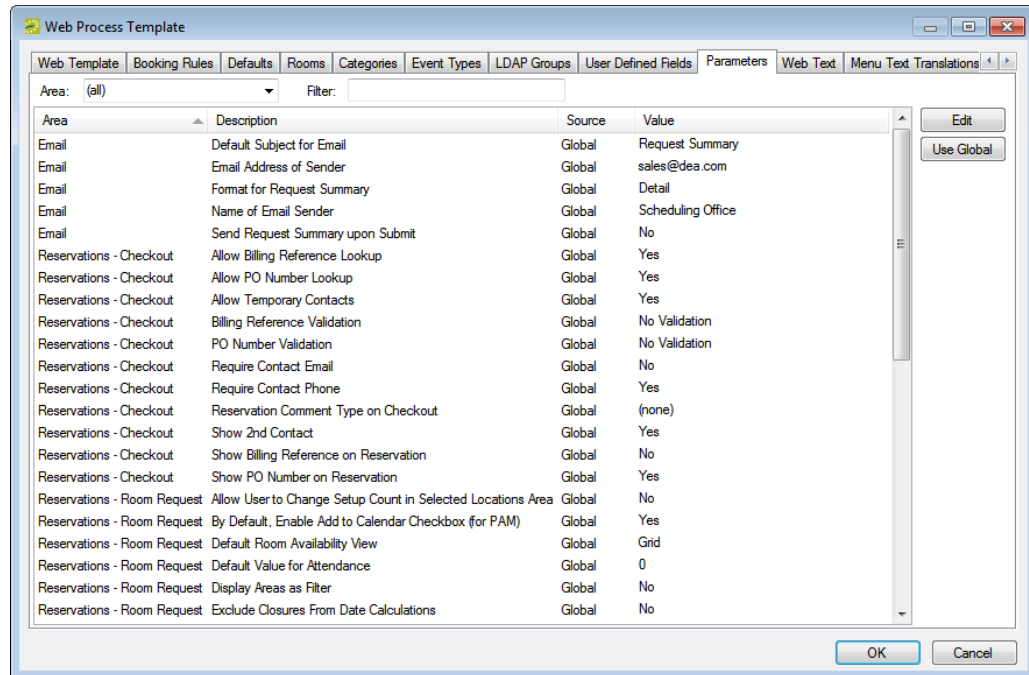 Web Process Template
Web Template Booking Rules Defaults Rooms Categories Event Types LDAP Groups User Defined Fields Parameters Web Text Menu Text Translations
Area: (all) Filter:
Area Description Source Value Edit
Email Default Subject for Email Global Request Summary Use Global
Email Email Address of Sender Global sales@dea.com
Email Format for Request Summary Global Detail
Email Name of Email Sender Global Scheduling Office
Email Send Request Summary upon Submit Global No
Reservations - Checkout Allow Billing Reference Lookup Global Yes
Reservations - Checkout Allow PO Number Lookup Global Yes
Reservations - Checkout Allow Temporary Contacts Global Yes
Reservations - Checkout Billing Reference Validation Global No Validation
Reservations - Checkout PO Number Validation Global No Validation
Reservations - Checkout Require Contact Email Global No
Reservations - Checkout Require Contact Phone Global Yes
Reservations - Checkout Reservation Comment Type on Checkout Global (none)
Reservations - Checkout Show 2nd Contact Global Yes
Reservations - Checkout Show Billing Reference on Reservation Global No
Reservations - Checkout Show PO Number on Reservation Global Yes
Reservations - Room Request Allow User to Change Setup Count in Selected Locations Area Global No
Reservations - Room Request By Default, Enable Add to Calendar Checkbox (for PAM) Global Yes
Reservations - Room Request Default Room Availability View Global Grid
Reservations - Room Request Default Value for Attendance Global 0
Reservations - Room Request Display Areas as Filter Global No
Reservations - Room Request Exclude Closures From Date Calculations Global No
OK Cancel